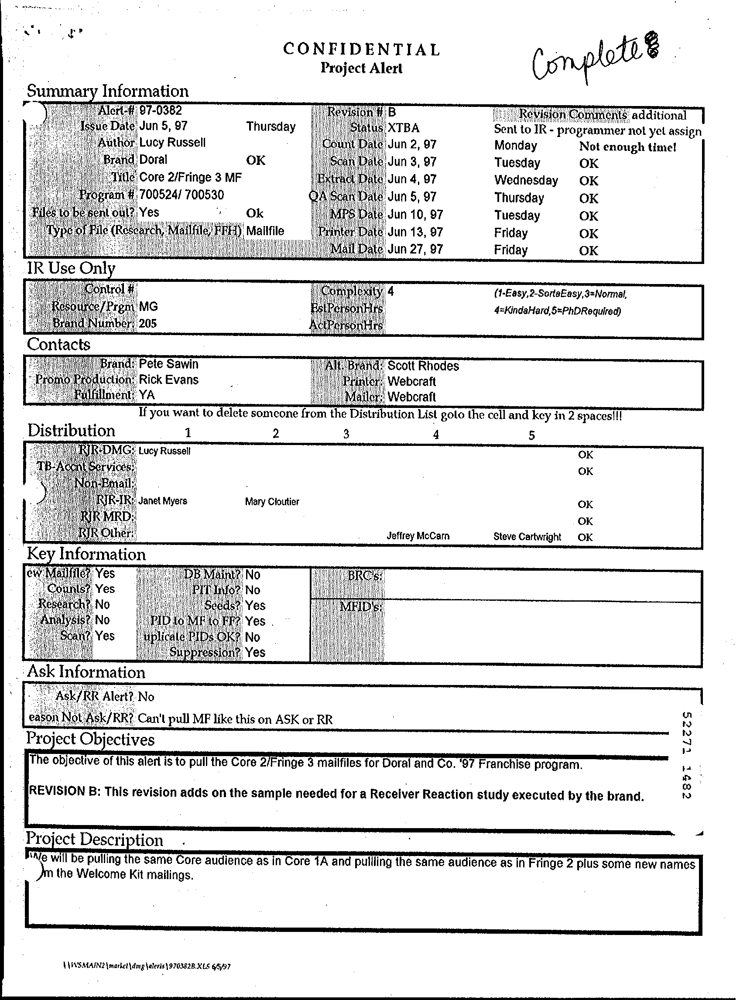 CONFIDENTIAL
Project Alert
Complete
Summary Information
Alert-# 97-0382 Revision # B Revision Comments additional
Issue Date Jun 5, 97 Thursday Status XTBA Sent to IR - programmer not yet assign
Author Lucy Russell Count Date Jun 2, 97 Monday Not enough time!
Brand Doral OK Scan Date Jun 3, 97 Tuesday OK
Title Core 2/Fringe 3 MF Extract Date Jun 4, 97 Wednesday OK
Program # 700524/ 700530 QA Scan Date Jun 5, 97 Thursday OK
Files to be sent out? Yes Ok MPS Date Jun 10, 97 Tuesday OK
Type of File (Research, Mailfile, FFH) Mailfile Printer Date Jun 13, 97 Friday OK
Mail Date Jun 27, 97 Friday OK
IR Use Only
Control # Complexity 4 (1-Easy,2-SortaEasy,3=Normal,
Resource/Prgm MG EstPersonHrs 4=KindaHard,5=PhDRequired)
Brand Number: 205 ActPersonHrs
Contacts
Brand: Pete Sawin Alt. Brand: Scott Rhodes
Promo Production: Rick Evans Printer: Webcraft
Fulfillment: YA Mailer: Webcraft
If you want to delete someone from the Distribution List goto the cell and key in 2 spaces!!!
Distribution 1 2 3 4 5
RJR-DMG: Lucy Russell OK
TB-Accnt Services: OK
Non-Email:
RJR-IR: Janet Myers Mary Cloutier OK
RJR MRD: OK
RJR Other: Jeffrey McCarn Steve Cartwright OK
Key Information
ew Mailfile? Yes DB Maint? No BRC's:
Counts? Yes PIT Info? No
Research? No Seeds? Yes MFID's:
Analysis? No PID to MF to FF? Yes
Scan? Yes uplicate PIDs OK? No
Suppression? Yes
Ask Information
Ask/RR Alert? No
eason Not Ask/RR? Can't pull MF like this on ASK or RR
Project Objectives
The objective of this alert is to pull the Core 2/Fringe 3 mailfiles for Doral and Co. '97 Franchise program.
REVISION B: This revision adds on the sample needed for a Receiver Reaction study executed by the brand.
52271 1482
Project Description
We will be pulling the same Core audience as in Core 1A and pulliing the same audience as in Fringe 2 plus some new names
m the Welcome Kit mailings.
\\IVSMAIN2\market\dmg\alerts\970382B.XLS 6/5/97